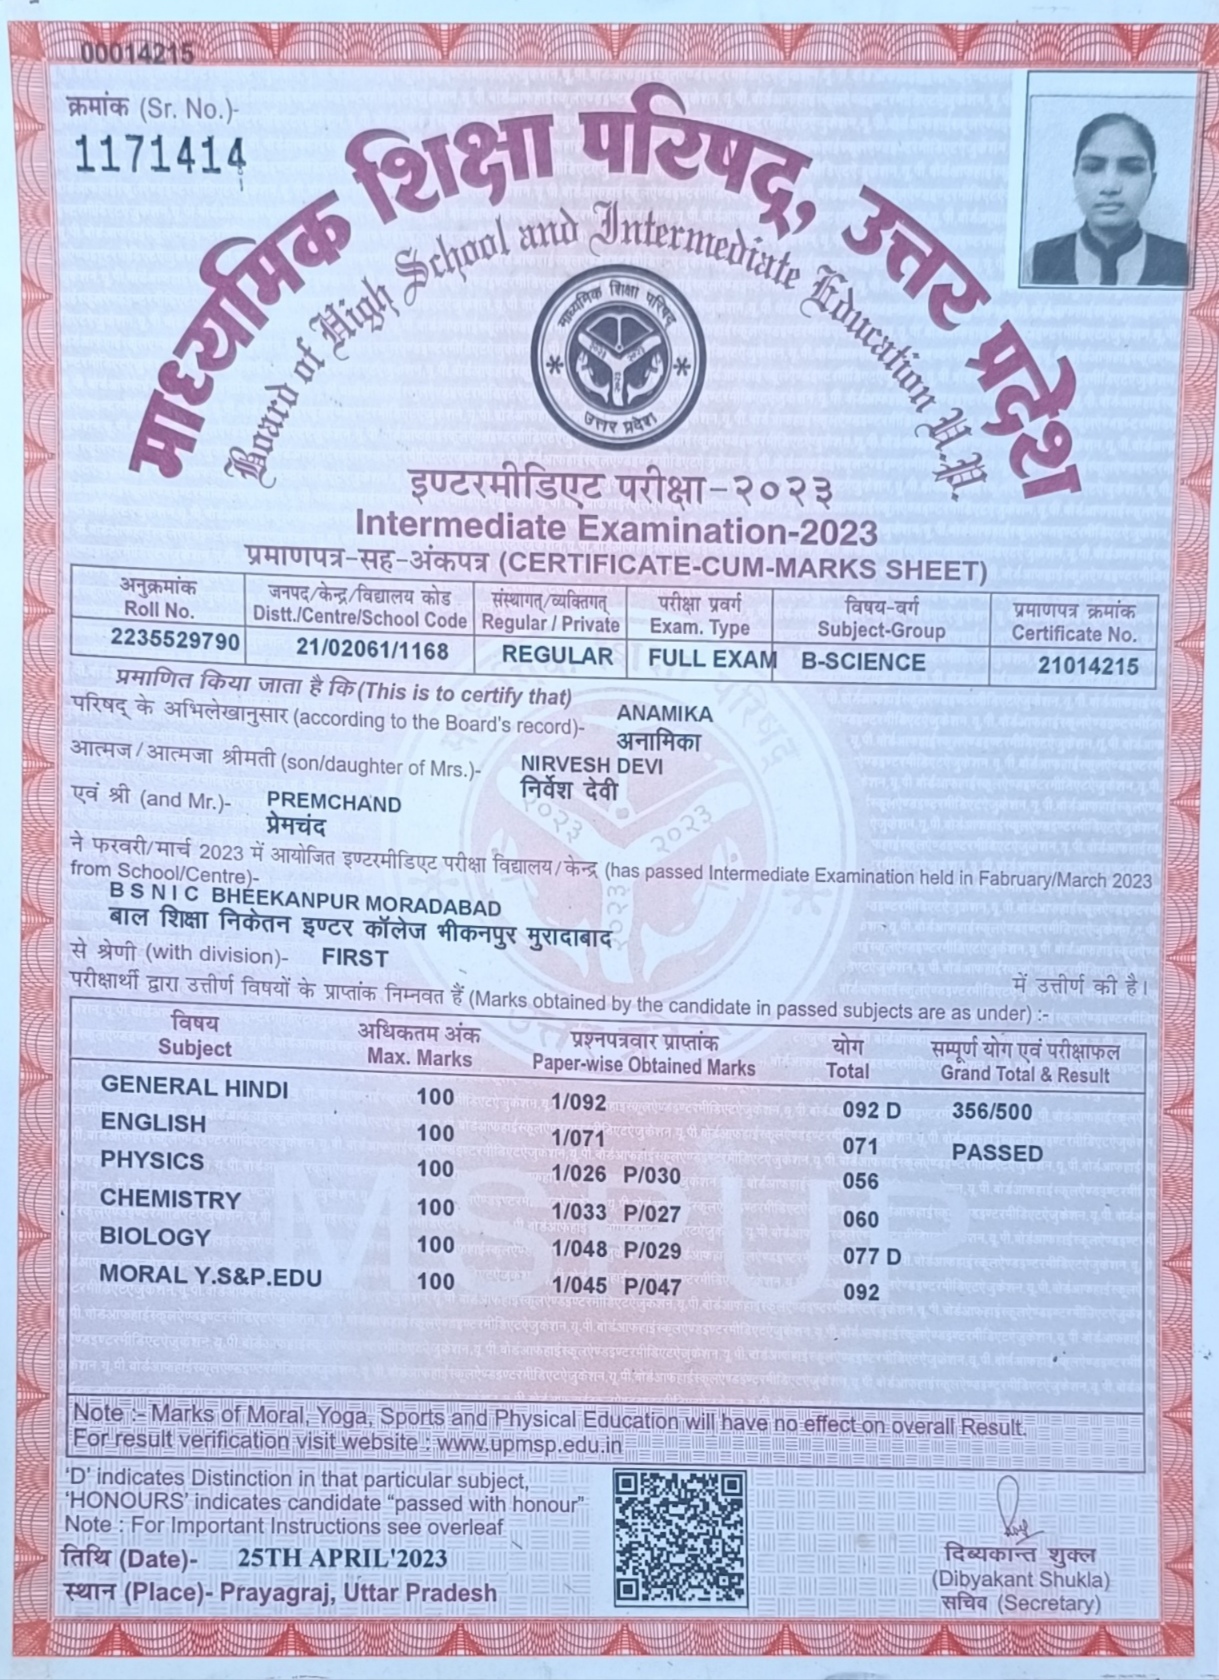 00014215
क्रमांक (Sr. No.)-
1171414
माध्यमिक शिक्षा परिषद्, उत्तर प्रदेश
Board of High School and Intermediate Education U.P.
माध्यमिक शिक्षा परिषद्
उत्तर प्रदेश
इण्टरमीडिएट परीक्षा-२०२३
Intermediate Examination-2023
प्रमाणपत्र-सह-अंकपत्र (CERTIFICATE-CUM-MARKS SHEET)
अनुक्रमांक जनपद/केन्द्र/विद्यालय कोड संस्थागत्/व्यक्तिगत् परीक्षा प्रवर्ग विषय-वर्ग प्रमाणपत्र क्रमांक
Roll No. Distt./Centre/School Code Regular / Private Exam. Type Subject-Group Certificate No.
2235529790 21/02061/1168 REGULAR FULL EXAM B-SCIENCE 21014215
प्रमाणित किया जाता है कि (This is to certify that)
परिषद् के अभिलेखानुसार (according to the Board's record)- ANAMIKA
अनामिका
आत्मज/आत्मजा श्रीमती (son/daughter of Mrs.)- NIRVESH DEVI
निर्वेश देवी
एवं श्री (and Mr.)- PREMCHAND
प्रेमचंद
ने फरवरी/मार्च 2023 में आयोजित इण्टरमीडिएट परीक्षा विद्यालय/केन्द्र (has passed Intermediate Examination held in Fabruary/March 2023
from School/Centre)-
B S N I C BHEEKANPUR MORADABAD
बाल शिक्षा निकेतन इण्टर कॉलेज भीकनपुर मुरादाबाद
से श्रेणी (with division)- FIRST
में उत्तीर्ण की है।
परीक्षार्थी द्वारा उत्तीर्ण विषयों के प्राप्तांक निम्नवत हैं (Marks obtained by the candidate in passed subjects are as under) :-
विषय अधिकतम अंक प्रश्नपत्रवार प्राप्तांक योग सम्पूर्ण योग एवं परीक्षाफल
Subject Max. Marks Paper-wise Obtained Marks Total Grand Total & Result
GENERAL HINDI 100 1/092 092 D 356/500
ENGLISH 100 1/071 071 PASSED
PHYSICS 100 1/026 P/030 056
CHEMISTRY 100 1/033 P/027 060
BIOLOGY 100 1/048 P/029 077 D
MORAL Y.S&P.EDU 100 1/045 P/047 092
MSPUP
Note :- Marks of Moral, Yoga, Sports and Physical Education will have no effect on overall Result.
For result verification visit website : www.upmsp.edu.in
'D' indicates Distinction in that particular subject,
'HONOURS' indicates candidate "passed with honour"
Note : For Important Instructions see overleaf
तिथि (Date)- 25TH APRIL'2023
स्थान (Place)- Prayagraj, Uttar Pradesh
दिब्यकान्त शुक्ल
(Dibyakant Shukla)
सचिव (Secretary)